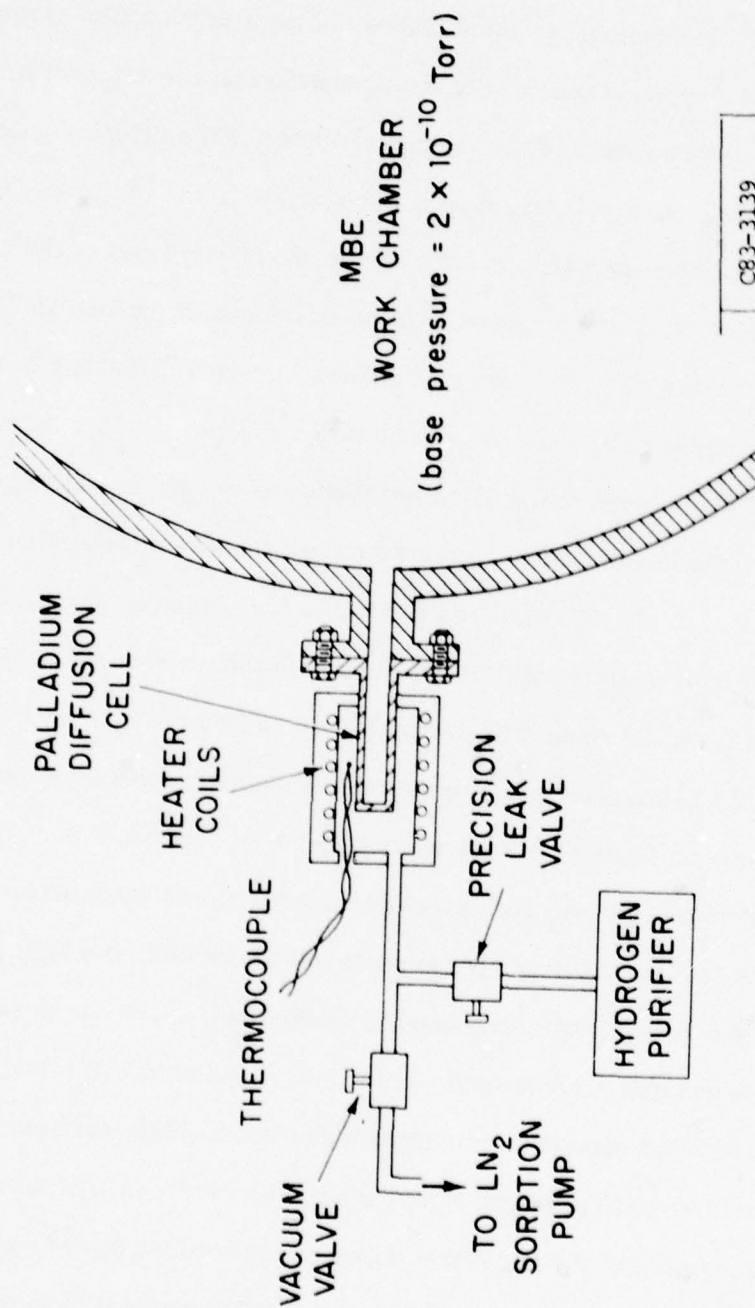 PALLADIUM
DIFFUSION
CELL
HEATER
COILS
THERMOCOUPLE
VACUUM
VALVE
TO LN2
SORPTION
PUMP
PRECISION
LEAK
VALVE
HYDROGEN
PURIFIER
MBE
WORK CHAMBER
(base pressure = 2 × 10⁻¹⁰ Torr)
C83-3139